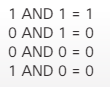 1 AND 1 = 1
0 AND 1 = 0
0 AND 0 = 0
1 AND 0 = 0